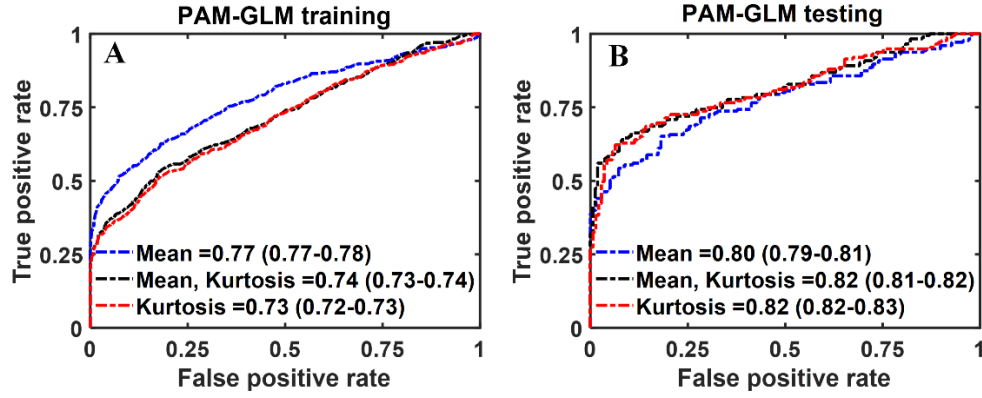 PAM-GLM training
A
True positive rate
1
0.75
0.5
0.25
0
Mean =0.77 (0.77-0.78)
Mean, Kurtosis =0.74 (0.73-0.74)
Kurtosis =0.73 (0.72-0.73)
0 0.25 0.5 0.75 1
False positive rate
PAM-GLM testing
B
True positive rate
1
0.75
0.5
0.25
0
Mean =0.80 (0.79-0.81)
Mean, Kurtosis =0.82 (0.81-0.82)
Kurtosis =0.82 (0.82-0.83)
0 0.25 0.5 0.75 1
False positive rate